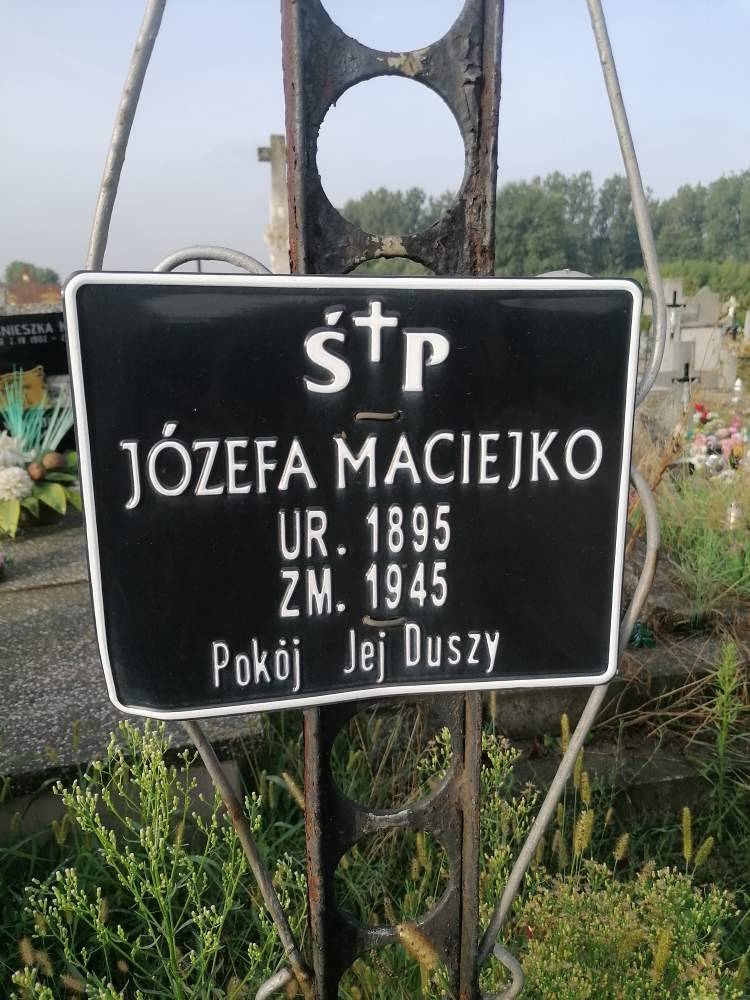 Ś✝P
JÓZEFA MACIEJKO
UR. 1895
ZM. 1945
Pokój Jej Duszy